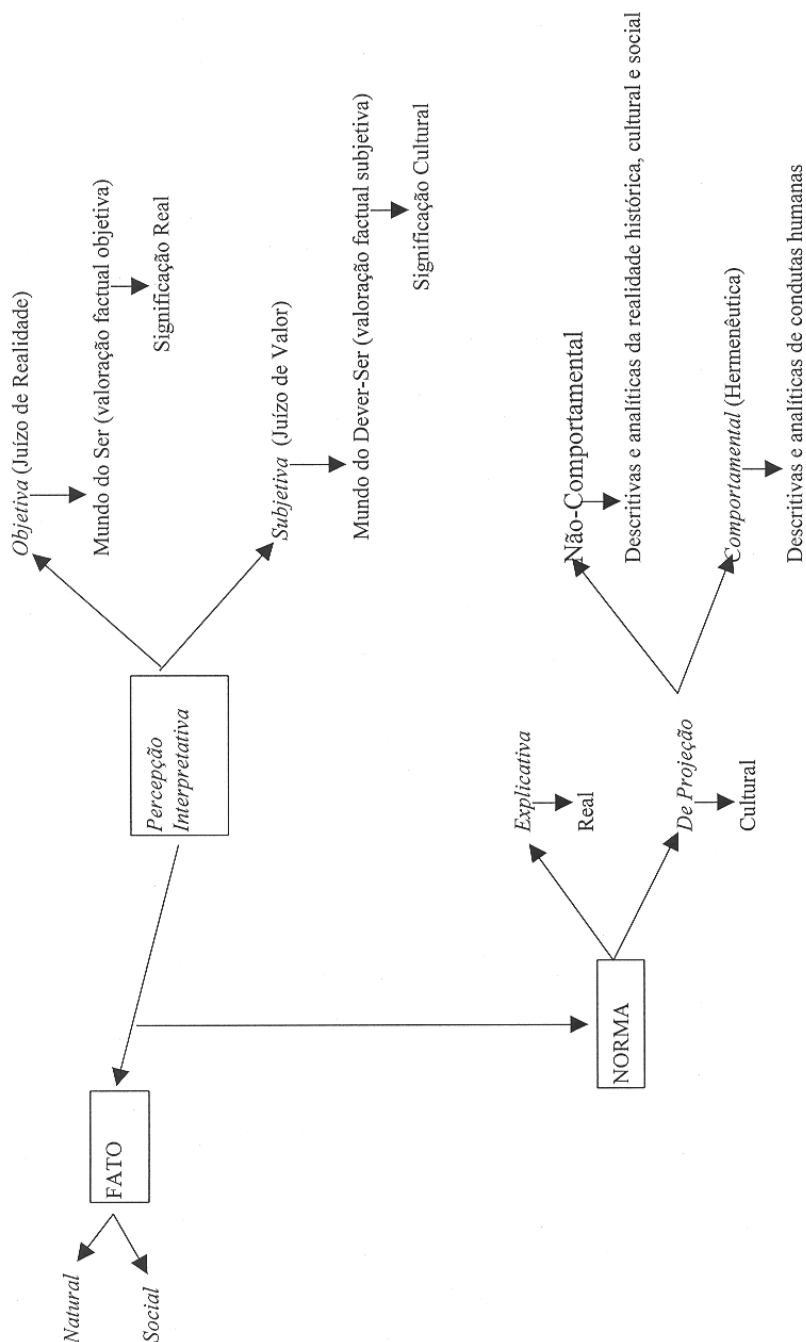 Natural
Social
FATO
Percepção
Interpretativa
Objetiva (Juízo de Realidade)
Mundo do Ser (valoração factual objetiva)
Significação Real
Subjetiva (Juízo de Valor)
Mundo do Dever-Ser (valoração factual subjetiva)
Significação Cultural
NORMA
Explicativa
Real
De Projeção
Cultural
Não-Comportamental
Descritivas e analíticas da realidade histórica, cultural e social
Comportamental (Hermenêutica)
Descritivas e analíticas de condutas humanas